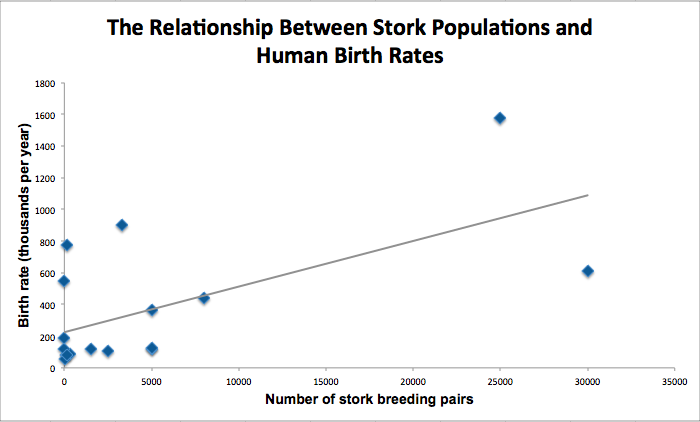 The Relationship Between Stork Populations and
Human Birth Rates
Birth rate (thousands per year)
1800
1600
1400
1200
1000
800
600
400
200
0
0 5000 10000 15000 20000 25000 30000 35000
Number of stork breeding pairs